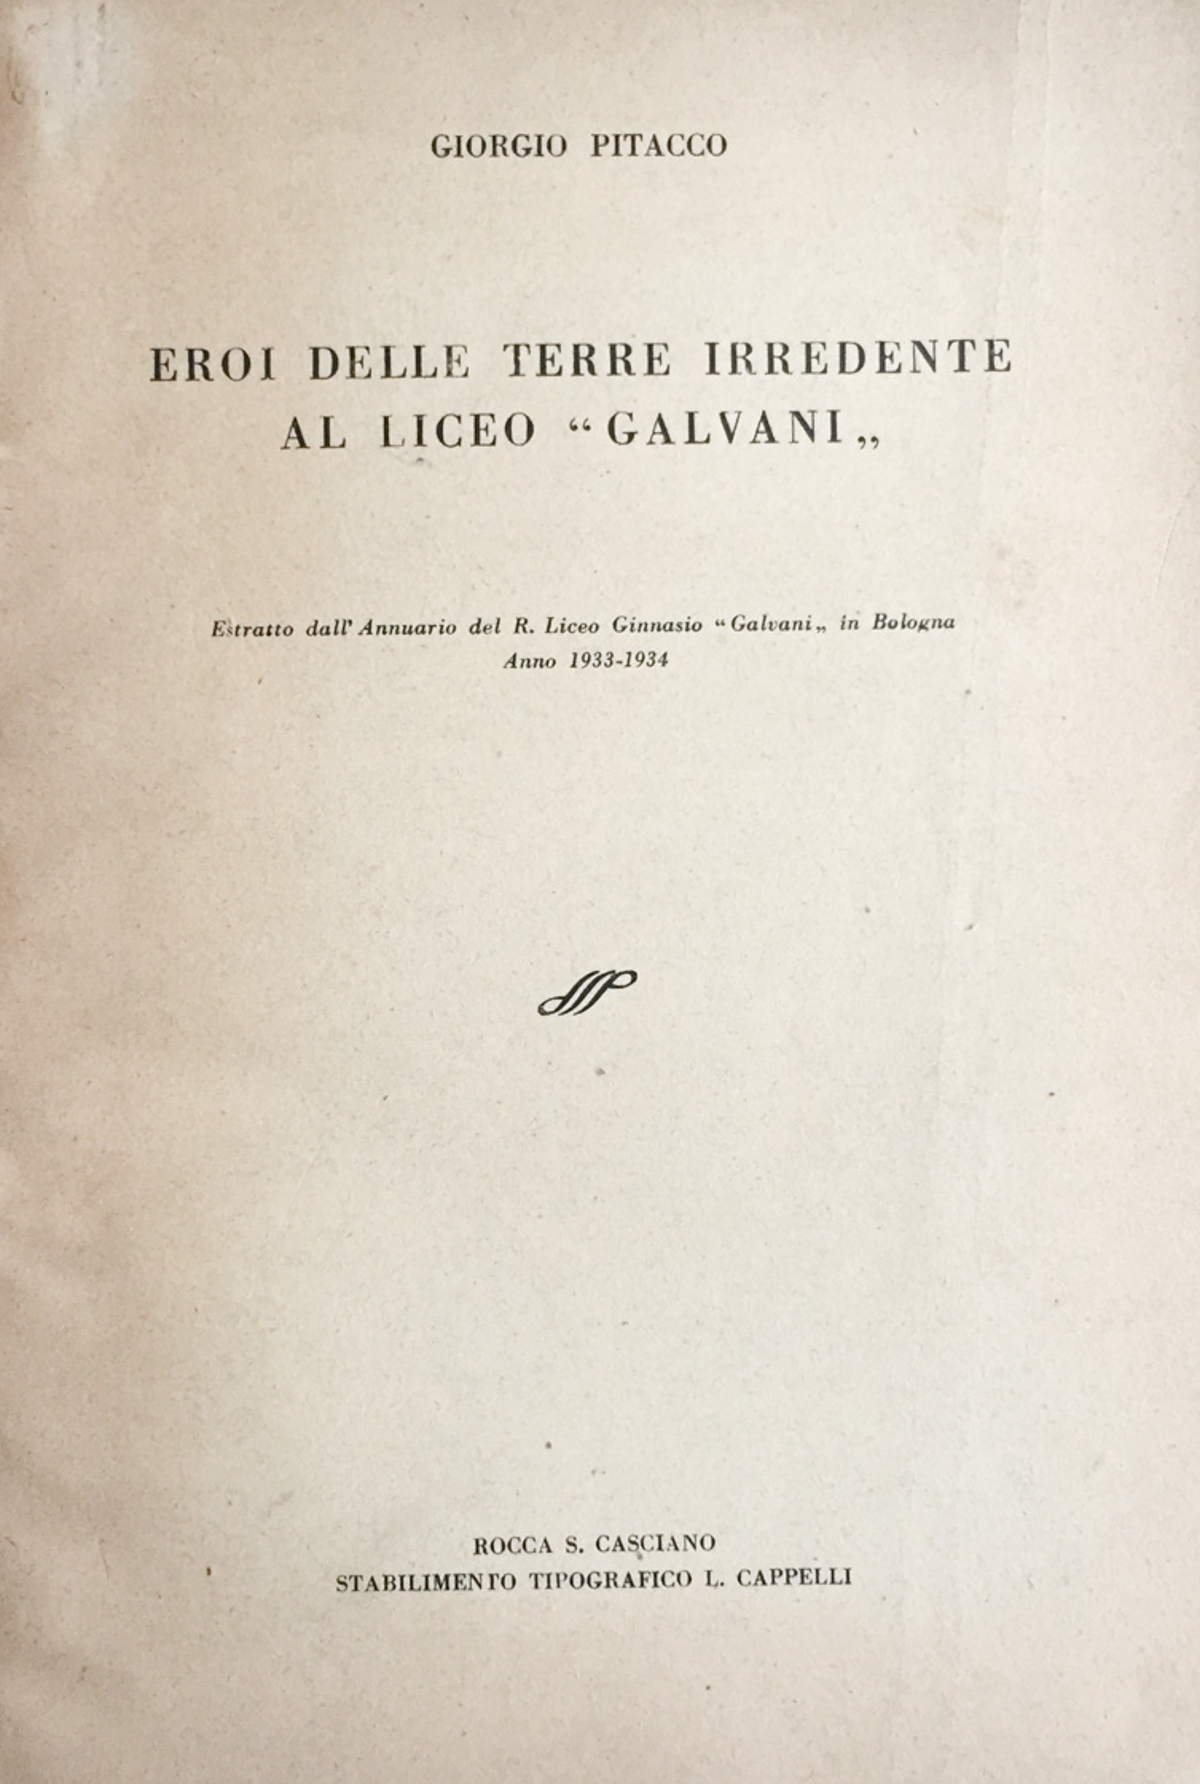 GIORGIO PITACCO
EROI DELLE TERRE IRREDENTE
AL LICEO “GALVANI„
Estratto dall'Annuario del R. Liceo Ginnasio “Galvani„ in Bologna
Anno 1933-1934
ROCCA S. CASCIANO
STABILIMENTO TIPOGRAFICO L. CAPPELLI